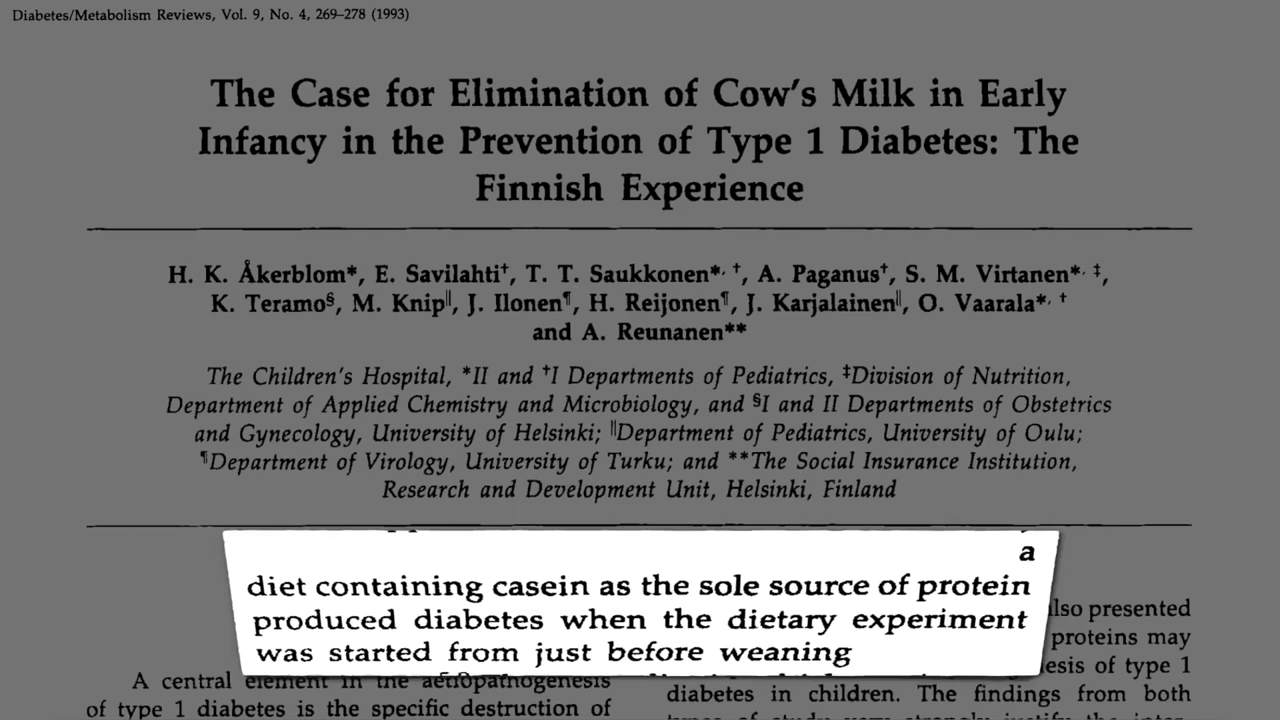 Diabetes/Metabolism Reviews, Vol. 9, No. 4, 269–278 (1993)
The Case for Elimination of Cow's Milk in Early
Infancy in the Prevention of Type 1 Diabetes: The
Finnish Experience
H. K. Åkerblom*, E. Savilahti†, T. T. Saukkonen*, †, A. Paganus†, S. M. Virtanen*, ‡,
K. Teramo§, M. Knip‖, J. Ilonen¶, H. Reijonen¶, J. Karjalainen‖, O. Vaarala*, †
and A. Reunanen**
The Children's Hospital, *II and †I Departments of Pediatrics, ‡Division of Nutrition,
Department of Applied Chemistry and Microbiology, and §I and II Departments of Obstetrics
and Gynecology, University of Helsinki; ‖Department of Pediatrics, University of Oulu;
¶Department of Virology, University of Turku; and **The Social Insurance Institution,
Research and Development Unit, Helsinki, Finland
a
diet containing casein as the sole source of protein
produced diabetes when the dietary experiment
was started from just before weaning
A central element in the aetiopathogenesis
of type 1 diabetes is the specific destruction of
also presented
proteins may
of type 1
diabetes in children. The findings from both